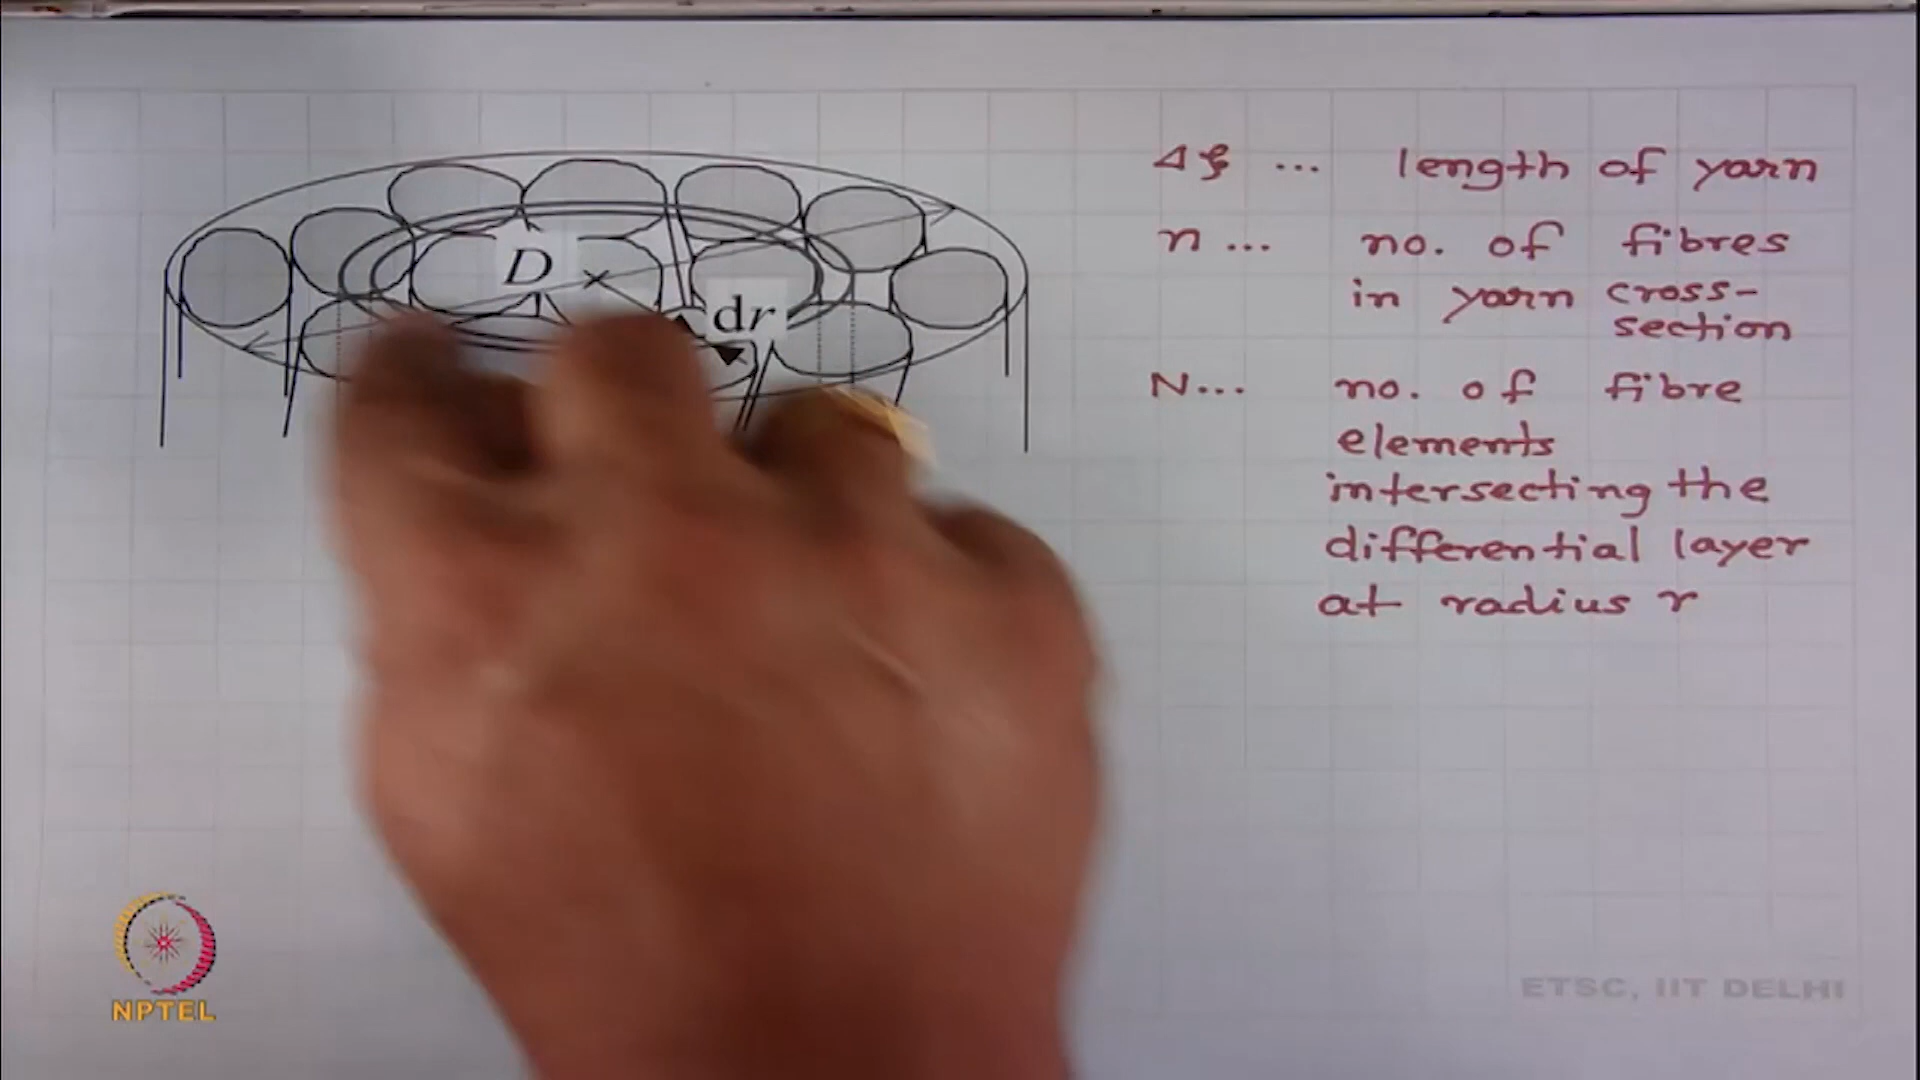 D
dr
Δξ ... length of yarn
n... no. of fibres
in yarn cross-
section
N... no. of fibre
elements
intersecting the
differential layer
at radius r
NPTEL
ETSC, IIT DELHI